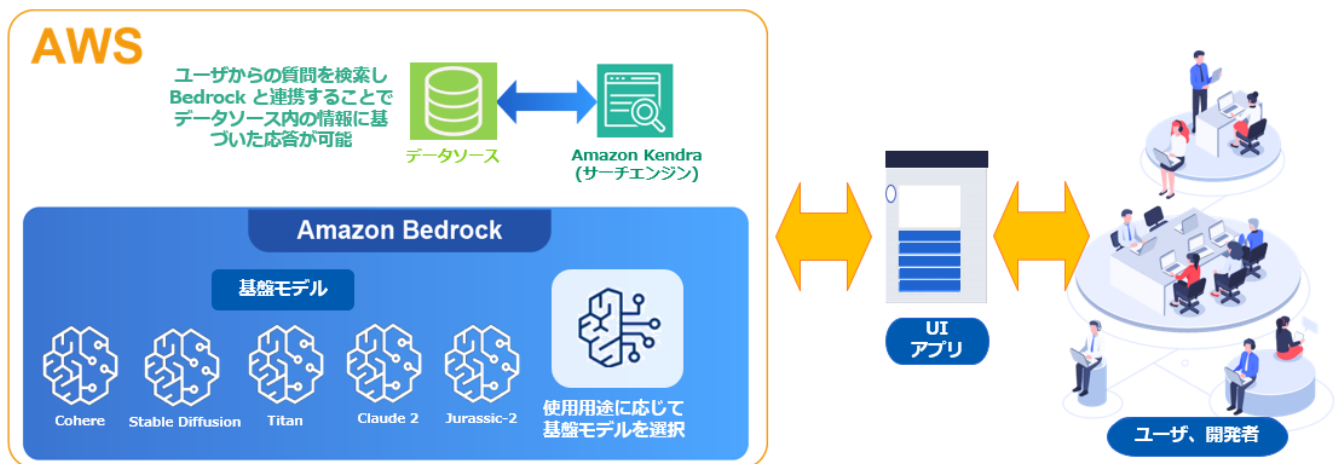 AWS
ユーザからの質問を検索し
Bedrock と連携することで
データソース内の情報に基
づいた応答が可能
データソース
Amazon Kendra
(サーチエンジン)
Amazon Bedrock
基盤モデル
Cohere
Stable Diffusion
Titan
Claude 2
Jurassic-2
使用用途に応じて
基盤モデルを選択
UI
アプリ
ユーザ、開発者